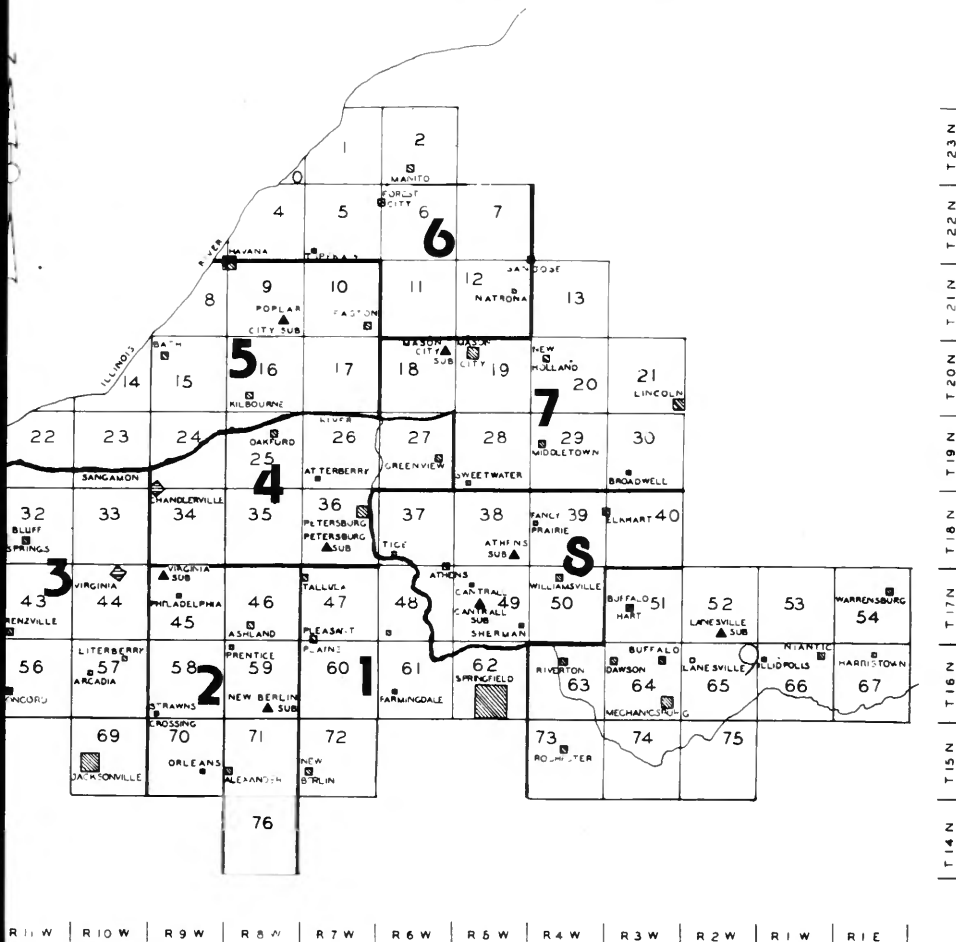 1
2
MANITO
T23N
0
4
5
FOREST
CITY
6
7
T22N
6
RIVER
HAVANA
SAN JOSE
8
9
10
11
12
13
POPLAR
CITY SUB
EASTON
NATRONA
T21N
BATH
MASON
CITY
SUB
MASON
CITY
NEW
HOLLAND
ILLINOIS
14
15
5
16
17
18
19
20
21
LINCOLN
7
KILBOURNE
T20N
RIVER
22
23
24
OAKFORD
25
26
27
28
29
30
ATTERBERRY
GREENVIEW
SWEETWATER
MIDDLETOWN
BROADWELL
T19N
SANGAMON
4
CHANDLERVILLE
32
33
34
35
36
37
38
39
40
BLUFF
SPRINGS
PETERSBURG
PETERSBURG
SUB
TICE
ATHENS
SUB
FANCY
PRAIRIE
ELKHART
8
T18N
3
VIRGINIA
VIRGINIA
SUB
TALLULA
ATHENS
CANTRALL
CANTRALL
SUB
WILLIAMSVILLE
43
44
PHILADELPHIA
45
46
47
48
49
50
BUFFALO
HART
51
52
53
WARRENSBURG
54
RENZVILLE
ASHLAND
PLEASANT
PLAINS
SHERMAN
LANESVILLE
SUB
T17N
56
LITERBERRY
57
ARCADIA
58
PRENTICE
59
60
61
62
SPRINGFIELD
RIVERTON
63
DAWSON
BUFFALO
64
LANESVILLE
65
ILLIOPOLIS
NIANTIC
66
HARRISTOWN
67
ONCORD
2
1
9
STRAWNS
CROSSING
NEW BERLIN
SUB
FARMINGDALE
MECHANICSBURG
T16N
69
JACKSONVILLE
70
ORLEANS
71
ALEXANDER
72
NEW
BERLIN
73
ROCHESTER
74
75
T15N
76
T14N
R11W R10W R9W R8W R7W R6W R5W R4W R3W R2W R1W R1E